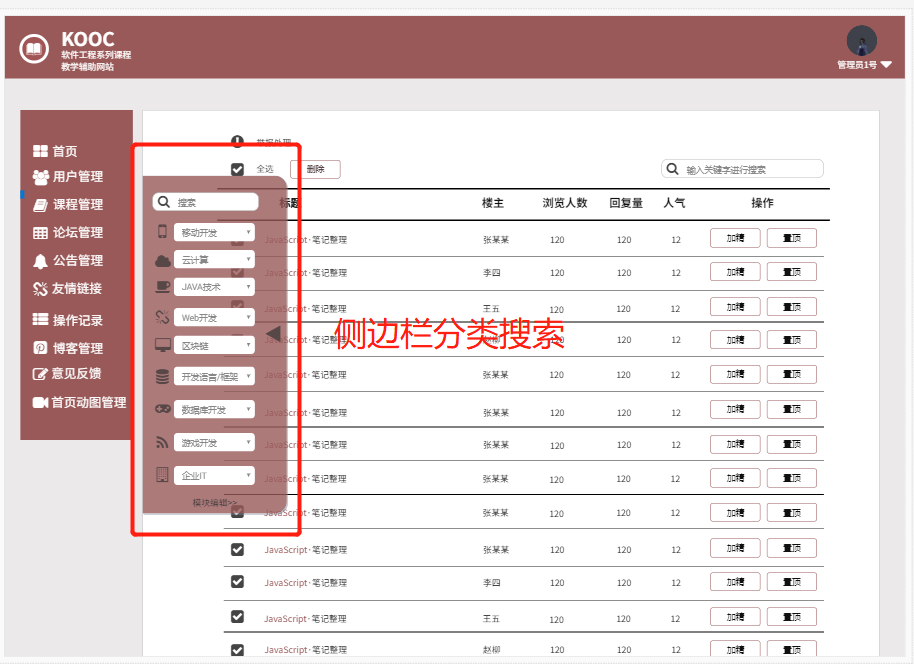 KOOC
软件工程系列课程
教学辅助网站
管理员1号
首页
用户管理
课程管理
论坛管理
公告管理
友情链接
操作记录
博客管理
意见反馈
首页动图管理
举报处理
全选 删除 输入关键字进行搜索
搜索
移动开发
云计算
JAVA技术
Web开发
区块链
开发语言/框架
数据库开发
游戏开发
企业IT
模块编辑>>
侧边栏分类搜索
标题 楼主 浏览人数 回复量 人气 操作
JavaScript·笔记整理 张某某 120 120 12 加精 置顶
JavaScript·笔记整理 李四 120 120 12 加精 置顶
JavaScript·笔记整理 王五 120 120 12 加精 置顶
JavaScript·笔记整理 赵柳 120 120 12 加精 置顶
JavaScript·笔记整理 张某某 120 120 12 加精 置顶
JavaScript·笔记整理 张某某 120 120 12 加精 置顶
JavaScript·笔记整理 张某某 120 120 12 加精 置顶
JavaScript·笔记整理 张某某 120 120 12 加精 置顶
JavaScript·笔记整理 张某某 120 120 12 加精 置顶
JavaScript·笔记整理 张某某 120 120 12 加精 置顶
JavaScript·笔记整理 李四 120 120 12 加精 置顶
JavaScript·笔记整理 王五 120 120 12 加精 置顶
JavaScript·笔记整理 赵柳 120 120 12 加精 置顶